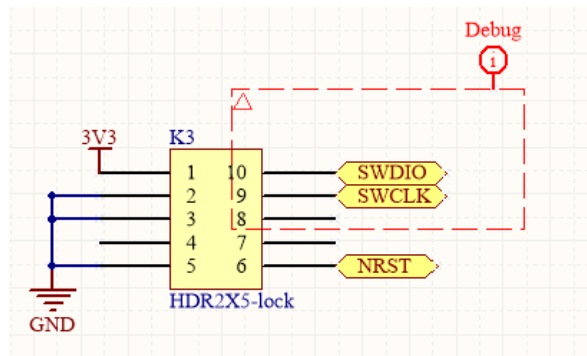 Debug
i
3V3
K3
1 10
SWDIO
2 9
SWCLK
3 8
4 7
5 6
NRST
HDR2X5-lock
GND